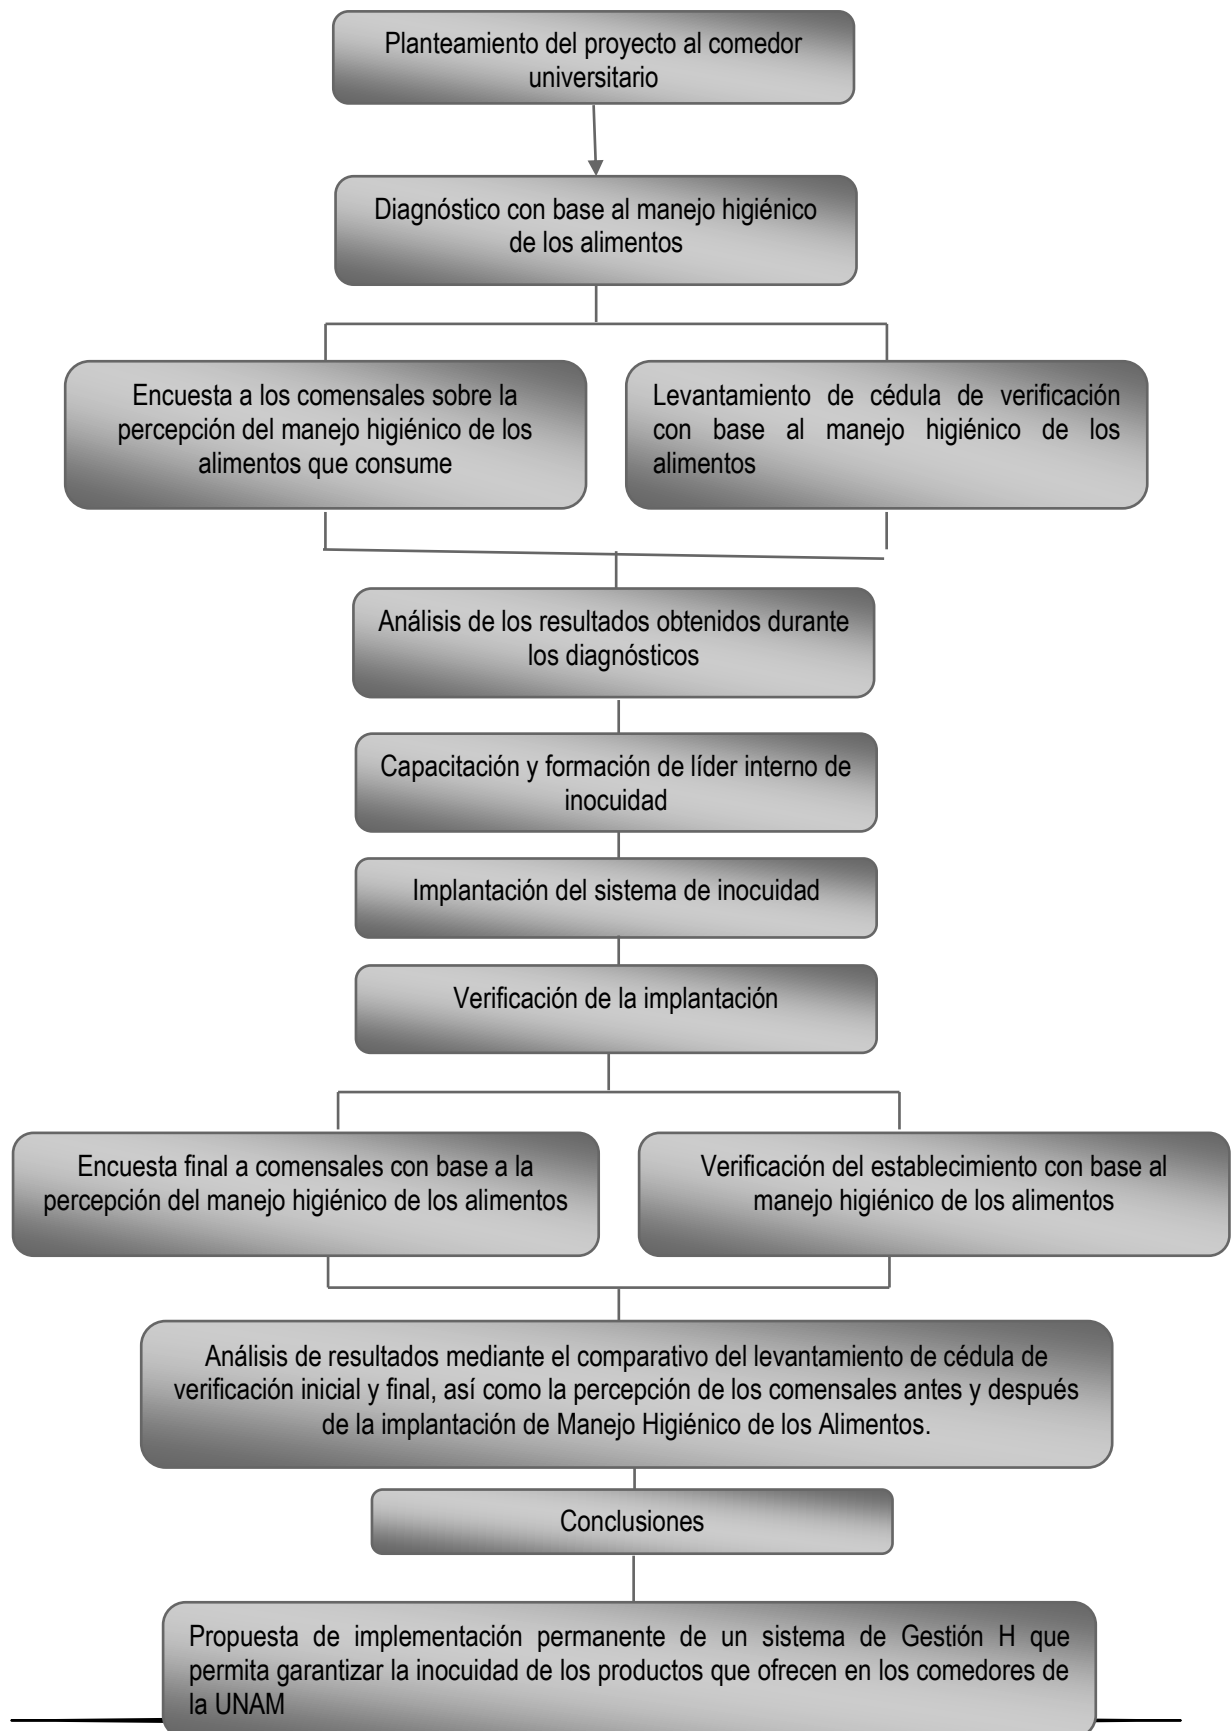 Planteamiento del proyecto al comedor
universitario
Diagnóstico con base al manejo higiénico
de los alimentos
Encuesta a los comensales sobre la
percepción del manejo higiénico de los
alimentos que consume
Levantamiento de cédula de verificación
con base al manejo higiénico de los
alimentos
Análisis de los resultados obtenidos durante
los diagnósticos
Capacitación y formación de líder interno de
inocuidad
Implantación del sistema de inocuidad
Verificación de la implantación
Encuesta final a comensales con base a la
percepción del manejo higiénico de los alimentos
Verificación del establecimiento con base al
manejo higiénico de los alimentos
Análisis de resultados mediante el comparativo del levantamiento de cédula de
verificación inicial y final, así como la percepción de los comensales antes y después
de la implantación de Manejo Higiénico de los Alimentos.
Conclusiones
Propuesta de implementación permanente de un sistema de Gestión H que
permita garantizar la inocuidad de los productos que ofrecen en los comedores de
la UNAM